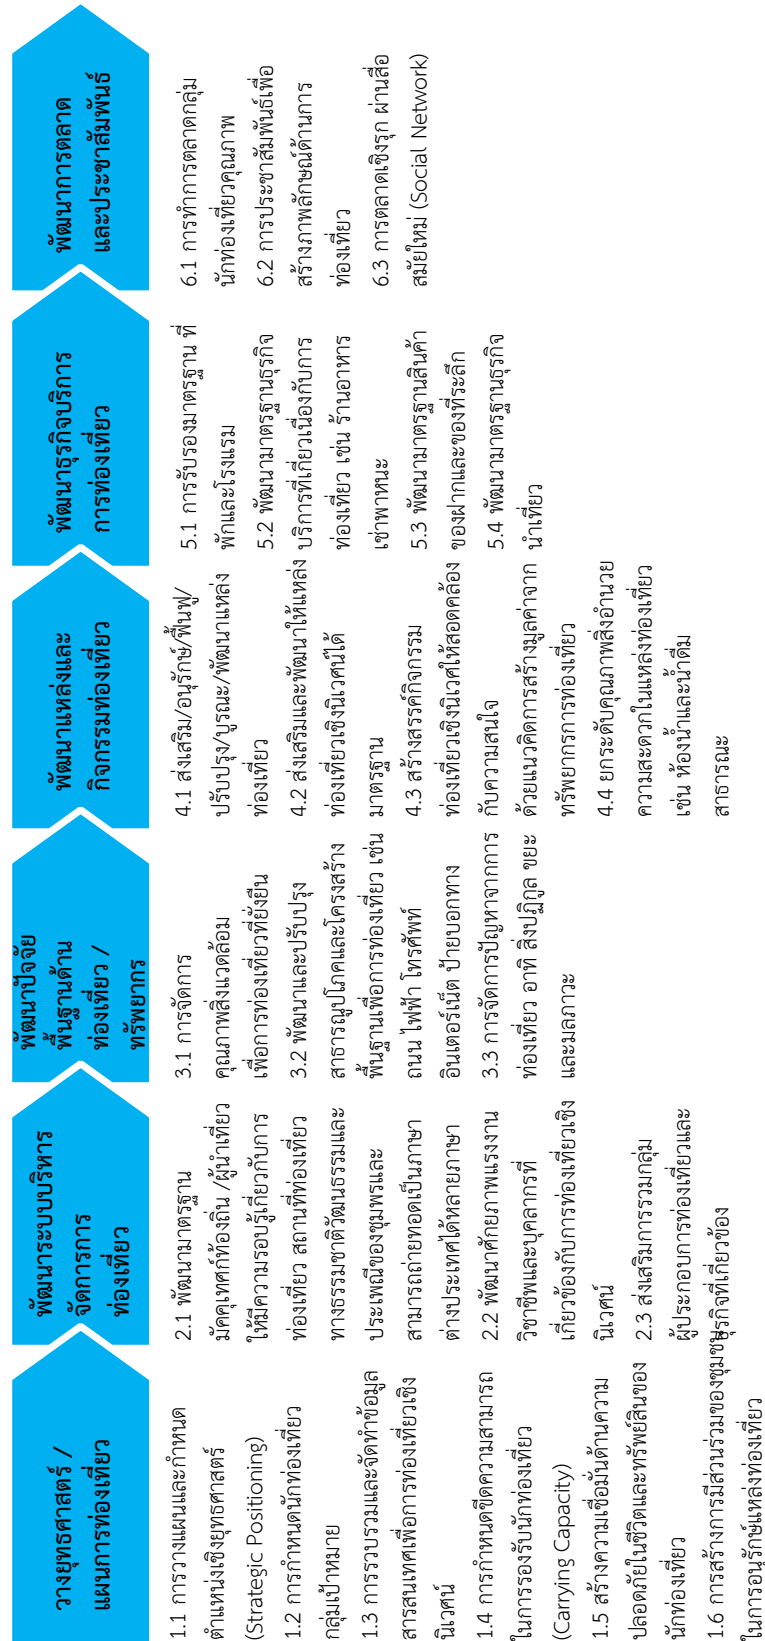 วางยุทธศาสตร์ /
แผนการท่องเที่ยว
1.1 การวางแผนและกำหนด
ตำแหน่งเชิงยุทธศาสตร์
(Strategic Positioning)
1.2 การกำหนดนักท่องเที่ยว
กลุ่มเป้าหมาย
1.3 การรวบรวมและจัดทำข้อมูล
สารสนเทศเพื่อการท่องเที่ยวเชิง
นิเวศน์
1.4 การกำหนดขีดความสามารถ
ในการรองรับนักท่องเที่ยว
(Carrying Capacity)
1.5 สร้างความเชื่อมั่นด้านความ
ปลอดภัยในชีวิตและทรัพย์สินของ
นักท่องเที่ยว
1.6 การสร้างการมีส่วนร่วมของชุมชน
ในการอนุรักษ์แหล่งท่องเที่ยว
พัฒนาระบบบริหาร
จัดการการ
ท่องเที่ยว
2.1 พัฒนามาตรฐาน
มัคคุเทศก์ท้องถิ่น /ผู้นำเที่ยว
ให้มีความรอบรู้เกี่ยวกับการ
ท่องเที่ยว สถานที่ท่องเที่ยว
ทางธรรมชาติวัฒนธรรมและ
ประเพณีของชุมพรและ
สามารถถ่ายทอดเป็นภาษา
ต่างประเทศได้หลายภาษา
2.2 พัฒนาศักยภาพแรงงาน
วิชาชีพและบุคลากรที่
เกี่ยวข้องกับการท่องเที่ยวเชิง
นิเวศน์
2.3 ส่งเสริมการรวมกลุ่ม
ผู้ประกอบการท่องเที่ยวและ
ธุรกิจที่เกี่ยวข้อง
พัฒนาปัจจัย
พื้นฐานด้าน
ท่องเที่ยว /
ทรัพยากร
3.1 การจัดการ
คุณภาพสิ่งแวดล้อม
เพื่อการท่องเที่ยวที่ยั่งยืน
3.2 พัฒนาและปรับปรุง
สาธารณูปโภคและโครงสร้าง
พื้นฐานเพื่อการท่องเที่ยว เช่น
ถนน ไฟฟ้า โทรศัพท์
อินเตอร์เน็ต ป้ายบอกทาง
3.3 การจัดการปัญหาจากการ
ท่องเที่ยว อาทิ สิ่งปฏิกูล ขยะ
และมลภาวะ
พัฒนาแหล่งและ
กิจกรรมท่องเที่ยว
4.1 ส่งเสริม/อนุรักษ์/ฟื้นฟู/
ปรับปรุง/บูรณะ/พัฒนาแหล่ง
ท่องเที่ยว
4.2 ส่งเสริมและพัฒนาให้แหล่ง
ท่องเที่ยวเชิงนิเวศน์ได้
มาตรฐาน
4.3 สร้างสรรค์กิจกรรม
ท่องเที่ยวเชิงนิเวศให้สอดคล้อง
กับความสนใจ
ด้วยแนวคิดการสร้างมูลค่าจาก
ทรัพยากรการท่องเที่ยว
4.4 ยกระดับคุณภาพสิ่งอำนวย
ความสะดวกในแหล่งท่องเที่ยว
เช่น ห้องน้ำและน้ำดื่ม
สาธารณะ
พัฒนาธุรกิจบริการ
การท่องเที่ยว
5.1 การรับรองมาตรฐาน ที่
พักและโรงแรม
5.2 พัฒนามาตรฐานธุรกิจ
บริการที่เกี่ยวเนื่องกับการ
ท่องเที่ยว เช่น ร้านอาหาร
เช่าพาหนะ
5.3 พัฒนามาตรฐานสินค้า
ของฝากและของที่ระลึก
5.4 พัฒนามาตรฐานธุรกิจ
นำเที่ยว
พัฒนาการตลาด
และประชาสัมพันธ์
6.1 การทำการตลาดกลุ่ม
นักท่องเที่ยวคุณภาพ
6.2 การประชาสัมพันธ์เพื่อ
สร้างภาพลักษณ์ด้านการ
ท่องเที่ยว
6.3 การตลาดเชิงรุก ผ่านสื่อ
สมัยใหม่ (Social Network)